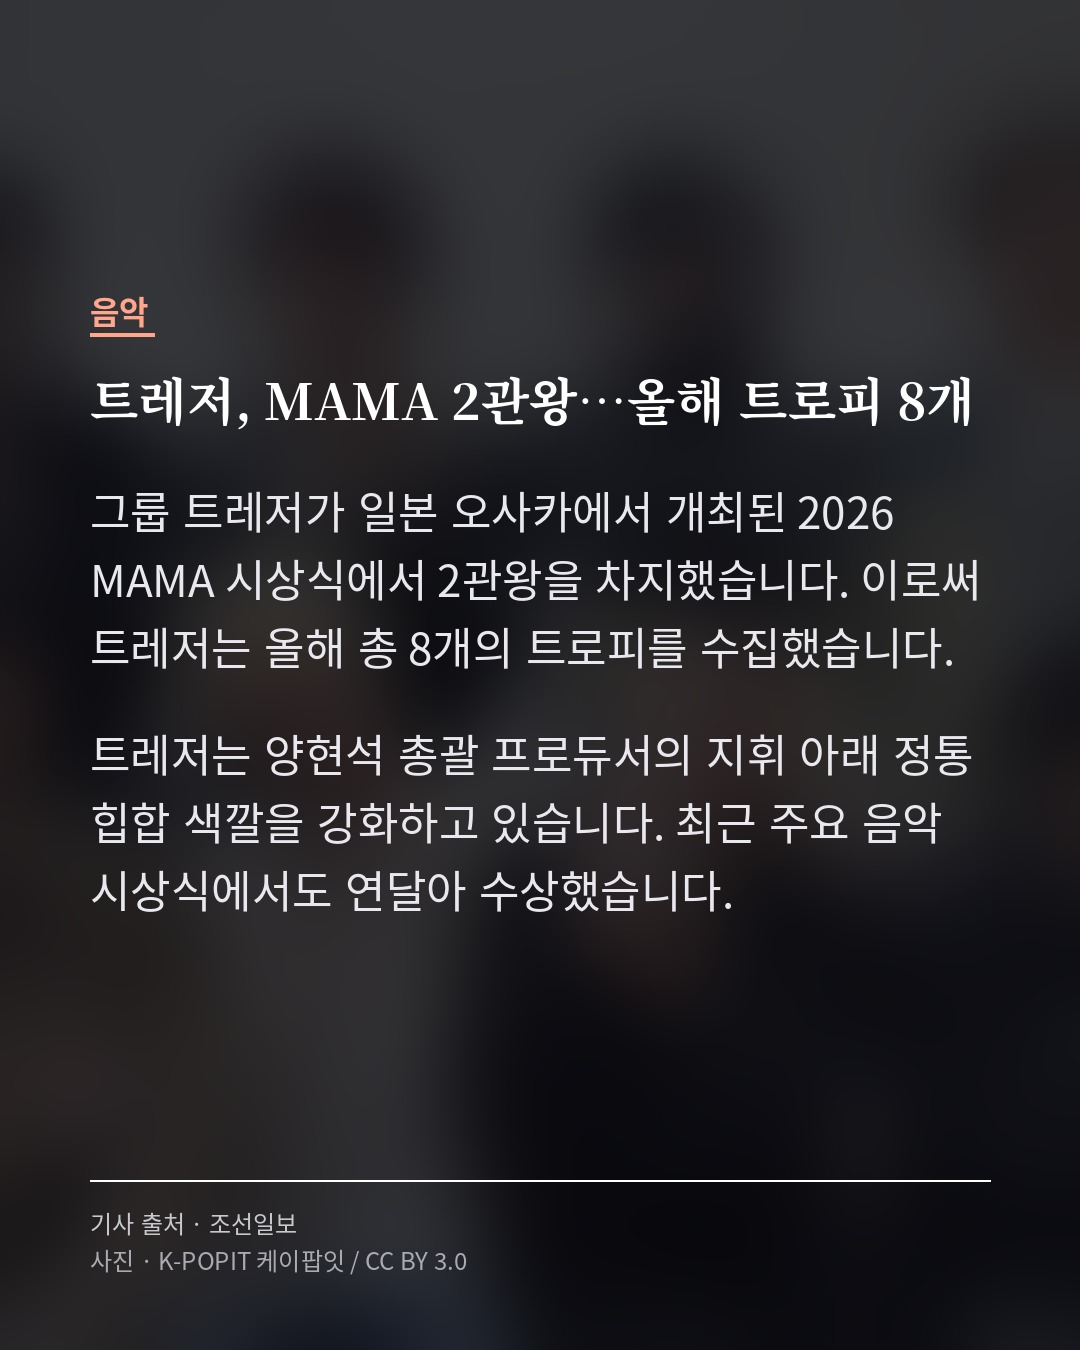 음악
트레저, MAMA 2관왕…올해 트로피 8개
그룹 트레저가 일본 오사카에서 개최된 2026
MAMA 시상식에서 2관왕을 차지했습니다. 이로써
트레저는 올해 총 8개의 트로피를 수집했습니다.
트레저는 양현석 총괄 프로듀서의 지휘 아래 정통
힙합 색깔을 강화하고 있습니다. 최근 주요 음악
시상식에서도 연달아 수상했습니다.
기사 출처 · 조선일보
사진 · K-POPIT 케이팝잇 / CC BY 3.0